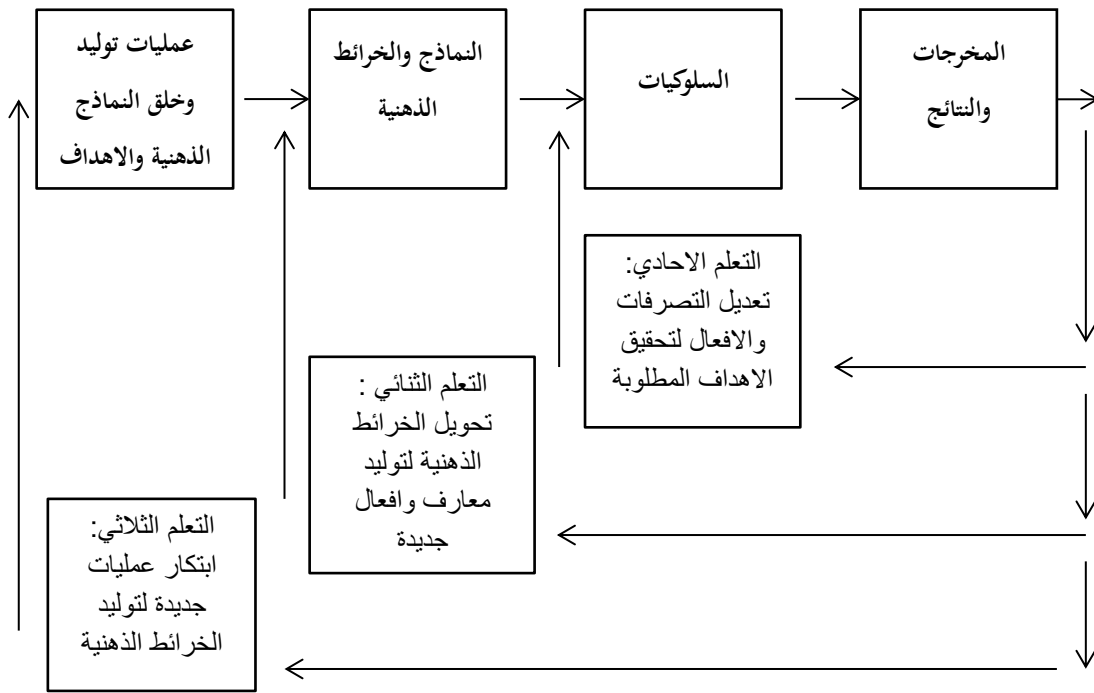 عمليات توليد
وخلق النماذج
الذهنية والاهداف
النماذج والخرائط
الذهنية
السلوكيات
المخرجات
والنتائج
التعلم الاحادي:
تعديل التصرفات
والافعال لتحقيق
الاهداف المطلوبة
التعلم الثنائي :
تحويل الخرائط
الذهنية لتوليد
معارف وافعال
جديدة
التعلم الثلاثي:
ابتكار عمليات
جديدة لتوليد
الخرائط الذهنية